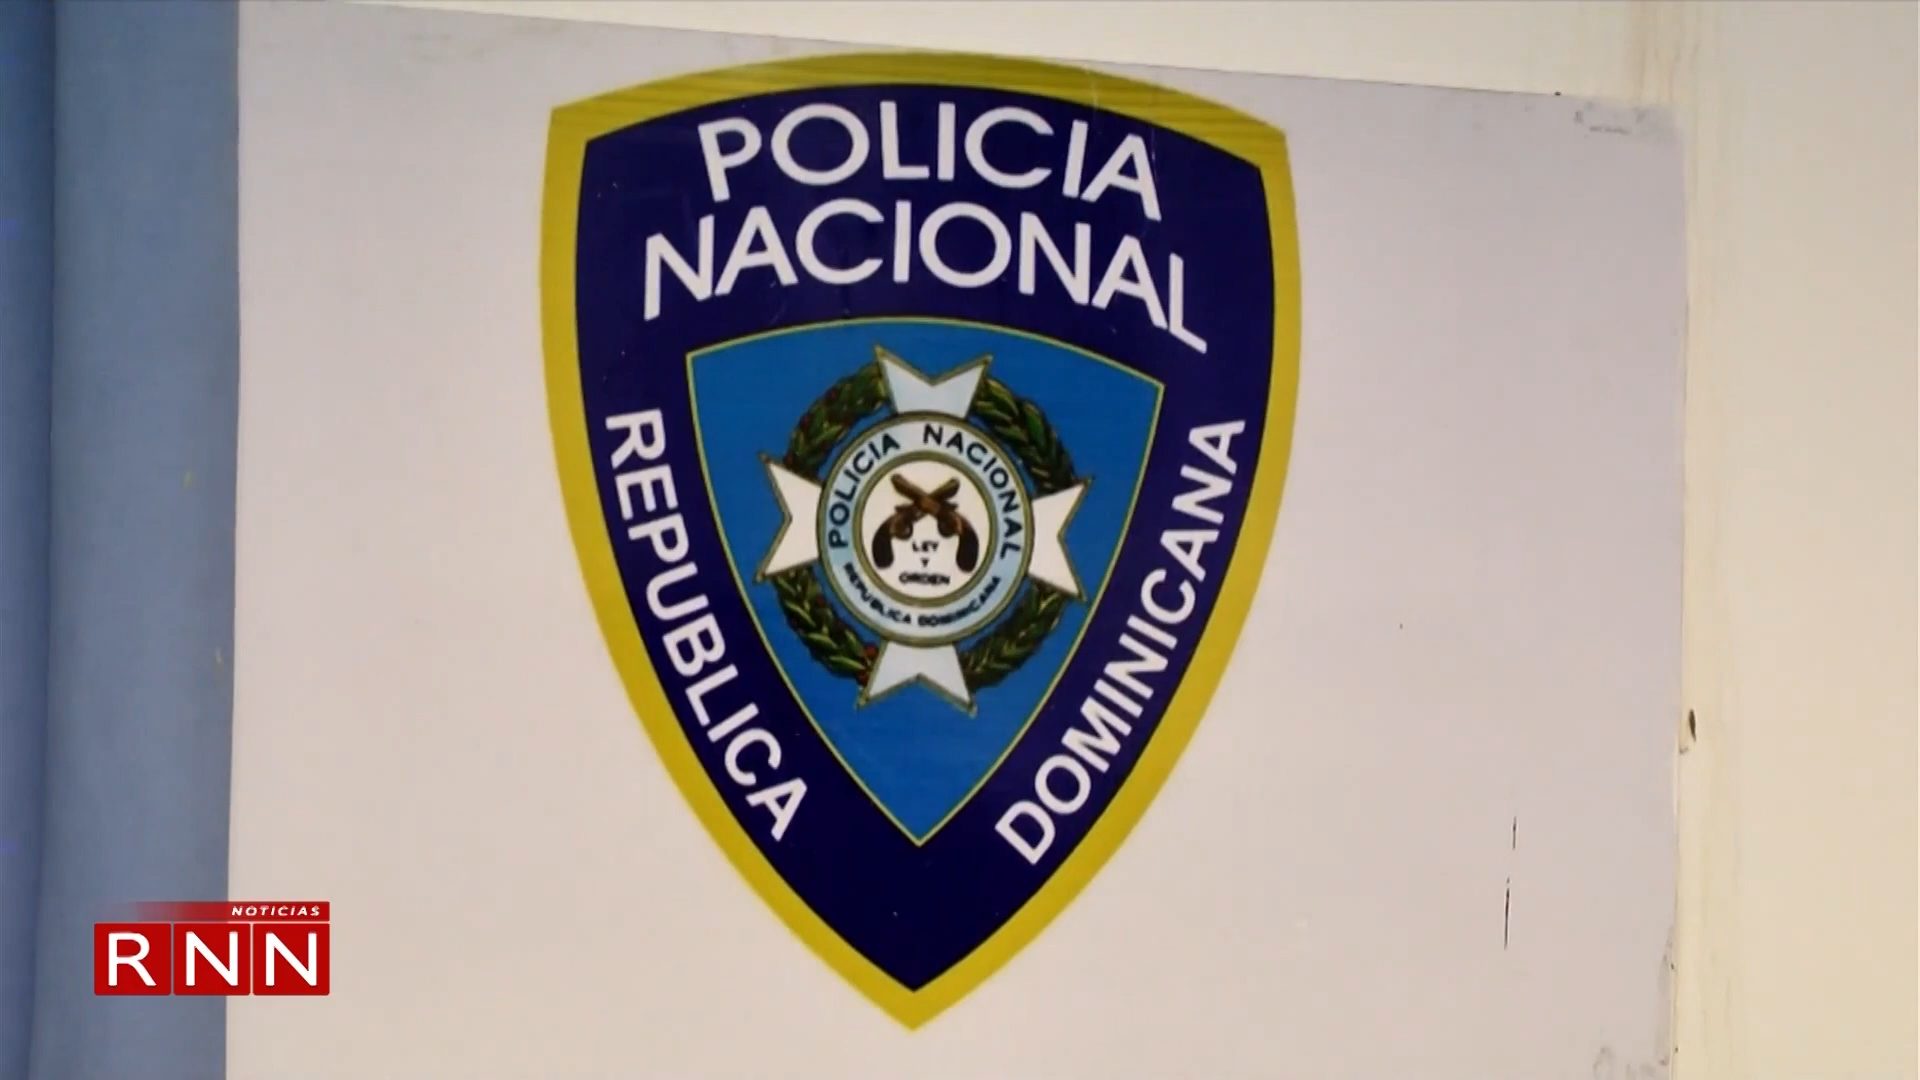 POLICIA
NACIONAL
REPUBLICA
DOMINICANA
POLICIA NACIONAL
LEY
Y
ORDEN
REPUBLICA DOMINICANA
NOTICIAS
RNN